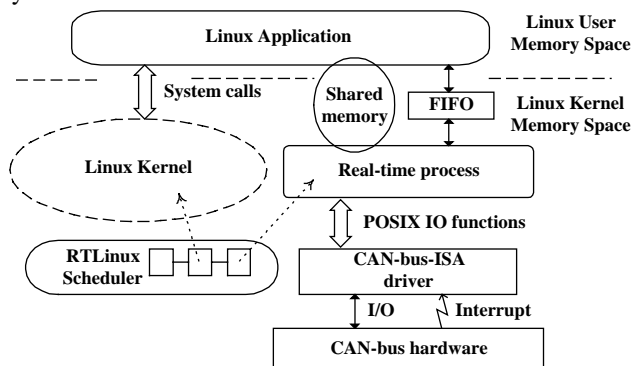 y
Linux Application
Linux User
Memory Space
System calls
Shared
memory
FIFO
Linux Kernel
Memory Space
Linux Kernel
Real-time process
POSIX IO functions
RTLinux
Scheduler
CAN-bus-ISA
driver
I/O
Interrupt
CAN-bus hardware